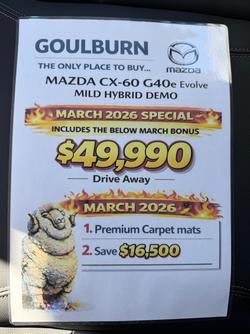 GOULBURN
mazda
THE ONLY PLACE TO BUY...
MAZDA CX-60 G40e Evolve
MILD HYBRID DEMO
MARCH 2026 SPECIAL
INCLUDES THE BELOW MARCH BONUS
$49,990
Drive Away
MARCH 2026
1. Premium Carpet mats
2. Save $16,500